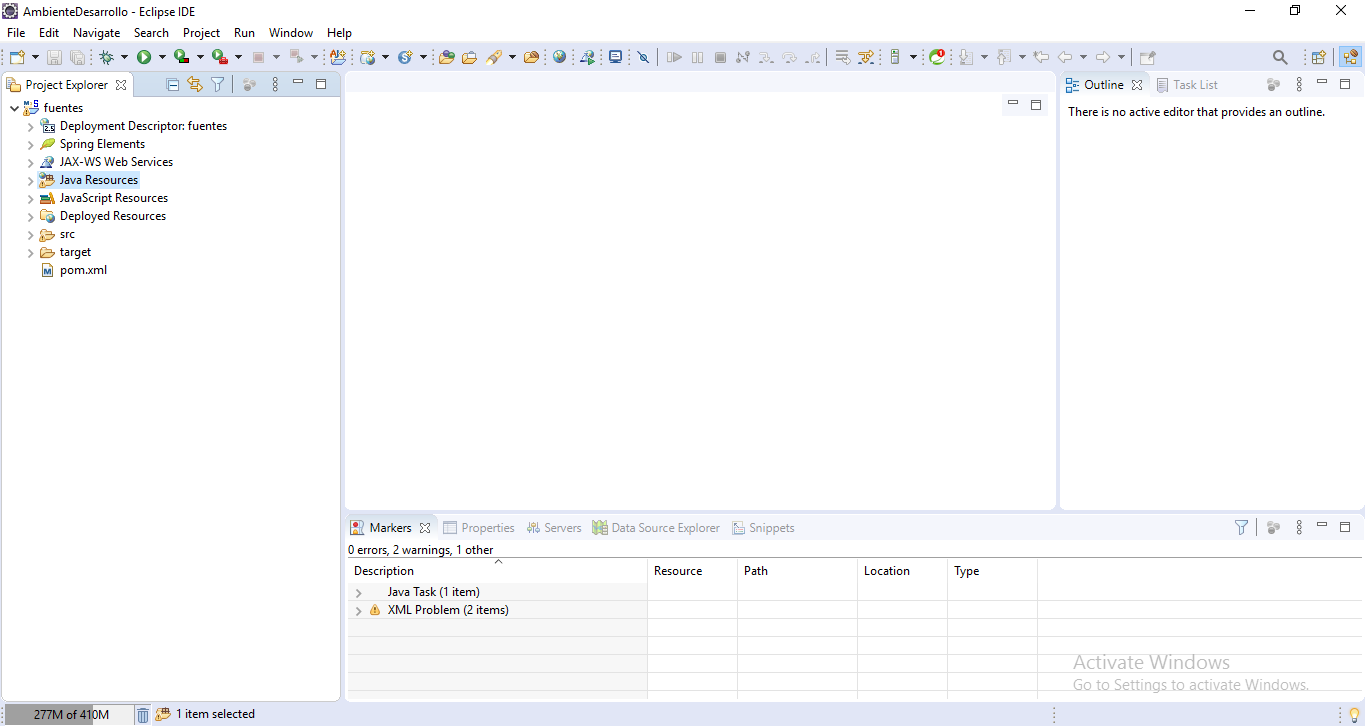 AmbienteDesarrollo - Eclipse IDE
File Edit Navigate Search Project Run Window Help
Project Explorer
fuentes
Deployment Descriptor: fuentes
Spring Elements
JAX-WS Web Services
Java Resources
JavaScript Resources
Deployed Resources
src
target
pom.xml
Outline Task List
There is no active editor that provides an outline.
Markers Properties Servers Data Source Explorer Snippets
0 errors, 2 warnings, 1 other
Description Resource Path Location Type
Java Task (1 item)
XML Problem (2 items)
Activate Windows
Go to Settings to activate Windows.
277M of 410M 1 item selected